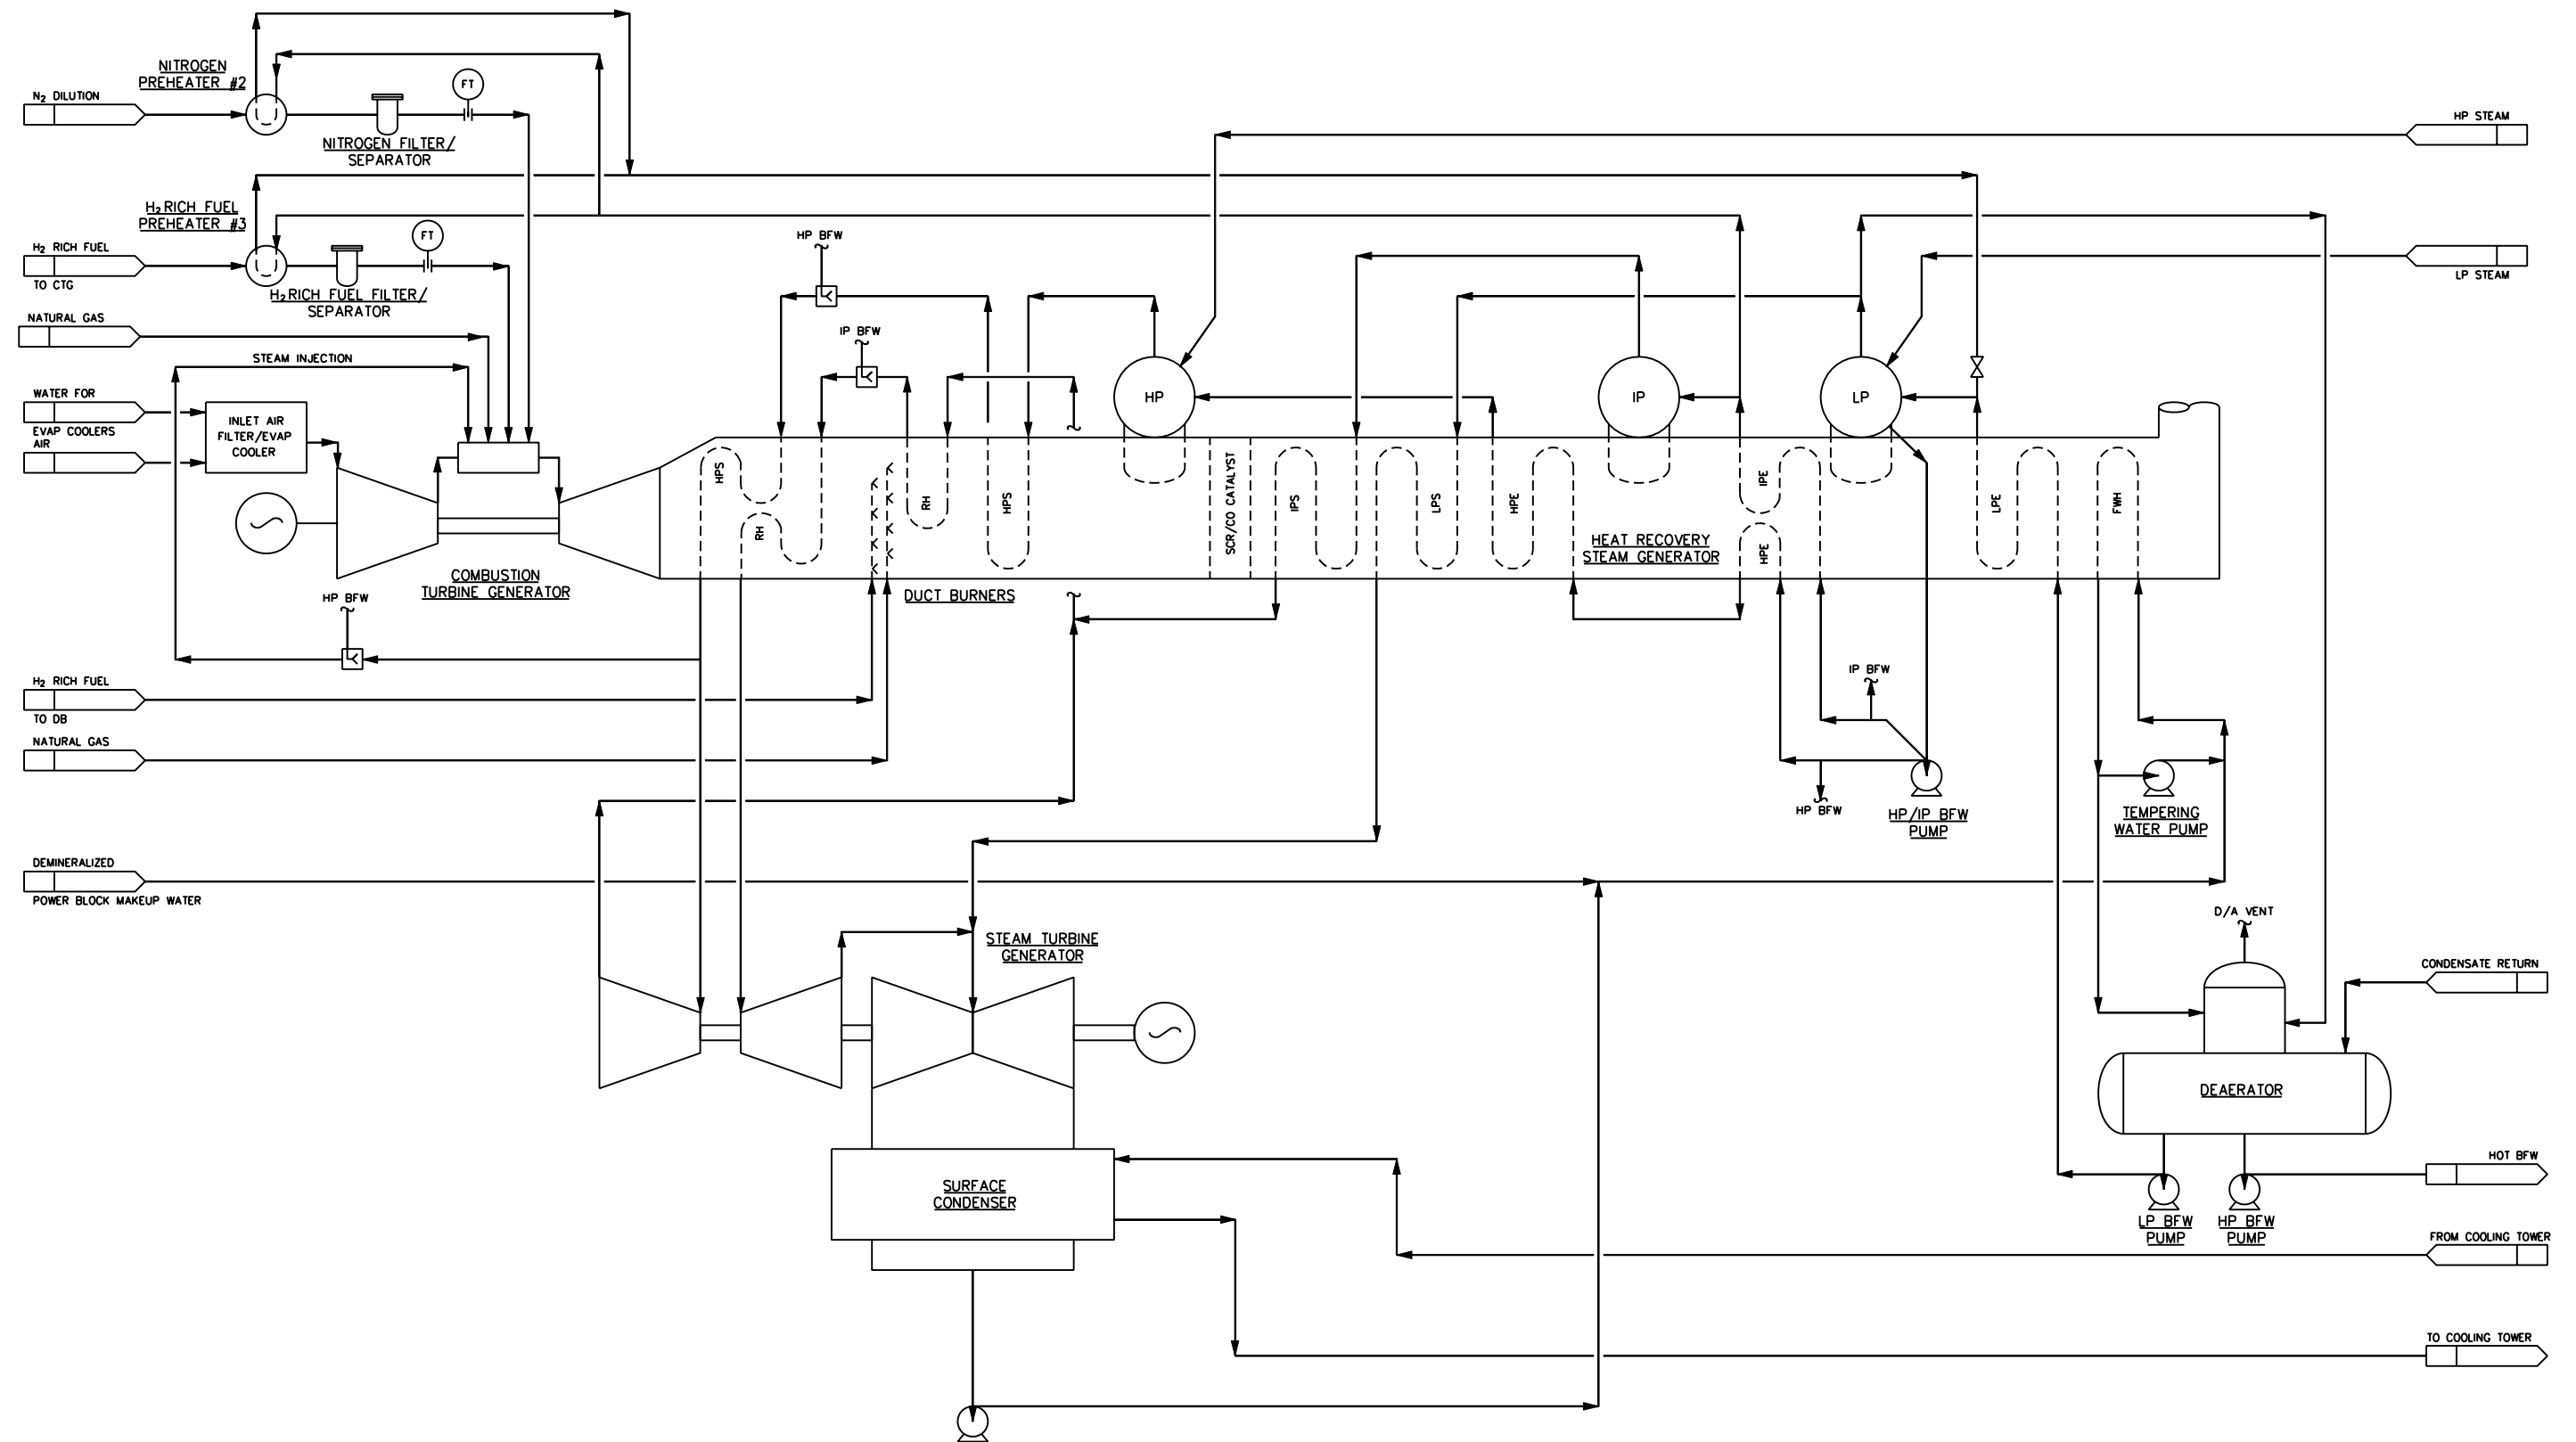 NITROGEN
PREHEATER #2
N2 DILUTION
FT
NITROGEN FILTER/
SEPARATOR
HP STEAM
H2 RICH FUEL
PREHEATER #3
H2 RICH FUEL
TO CTG
FT
H2 RICH FUEL FILTER/
SEPARATOR
HP BFW
LP STEAM
NATURAL GAS
IP BFW
STEAM INJECTION
WATER FOR
EVAP COOLERS
AIR
INLET AIR
FILTER/EVAP
COOLER
HP
IP
LP
HPS
RH
RH
HPS
SCR/CO CATALYST
IPS
LPS
HPE
IPE
HPE
LPE
FWH
HEAT RECOVERY
STEAM GENERATOR
COMBUSTION
TURBINE GENERATOR
DUCT BURNERS
HP BFW
H2 RICH FUEL
TO DB
NATURAL GAS
IP BFW
HP BFW
HP/IP BFW
PUMP
TEMPERING
WATER PUMP
DEMINERALIZED
POWER BLOCK MAKEUP WATER
D/A VENT
STEAM TURBINE
GENERATOR
CONDENSATE RETURN
DEAERATOR
SURFACE
CONDENSER
HOT BFW
LP BFW
PUMP
HP BFW
PUMP
FROM COOLING TOWER
TO COOLING TOWER